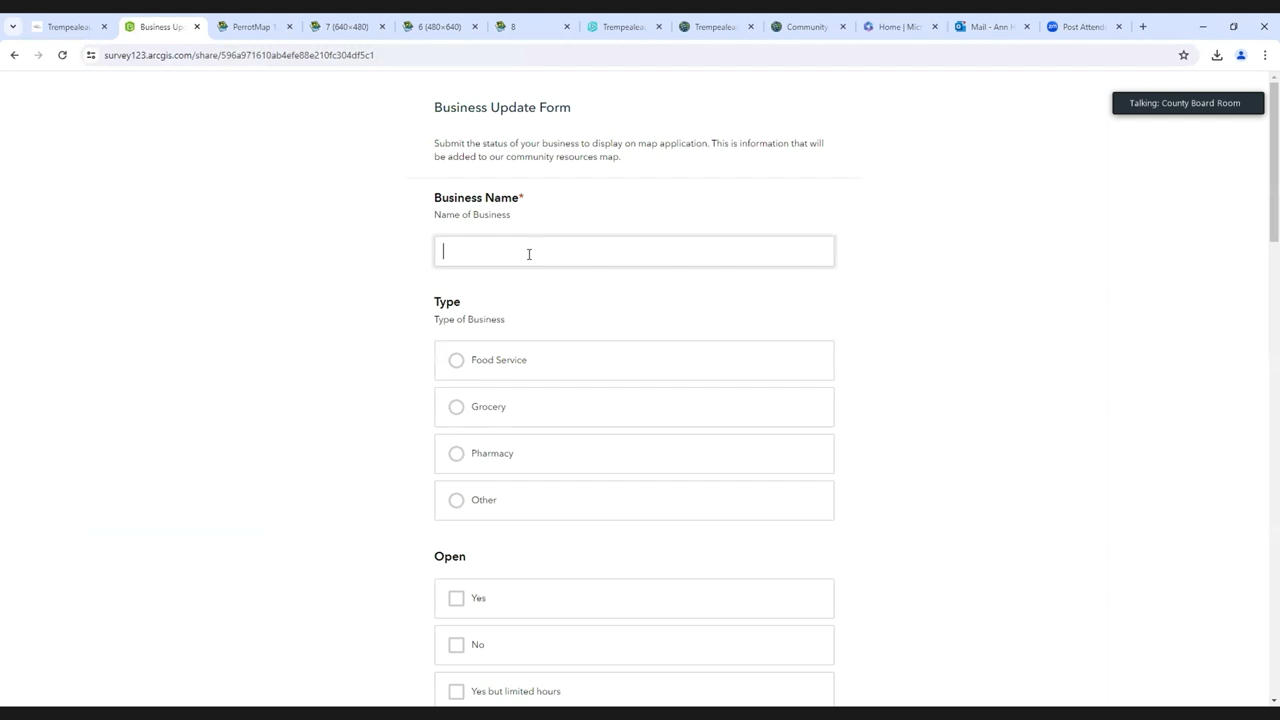 Trempealea
Business Up
PerrotMap 1
7 (640×480)
6 (480×640)
8
Trempealea
Trempealea
Community
Home | Mic
Mail - Ann H
Post Attend
survey123.arcgis.com/share/596a971610ab4efe88e210fc304df5c1
Talking: County Board Room
Business Update Form
Submit the status of your business to display on map application. This is information that will
be added to our community resources map.
Business Name*
Name of Business
Type
Type of Business
Food Service
Grocery
Pharmacy
Other
Open
Yes
No
Yes but limited hours